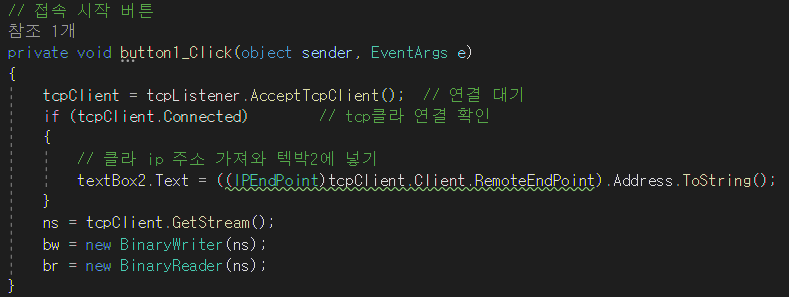 // 접속 시작 버튼
참조 1개
private void button1_Click(object sender, EventArgs e)
{
tcpClient = tcpListener.AcceptTcpClient(); // 연결 대기
if (tcpClient.Connected) // tcp클라 연결 확인
{
// 클라 ip 주소 가져와 텍박2에 넣기
textBox2.Text = ((IPEndPoint)tcpClient.Client.RemoteEndPoint).Address.ToString();
}
ns = tcpClient.GetStream();
bw = new BinaryWriter(ns);
br = new BinaryReader(ns);
}